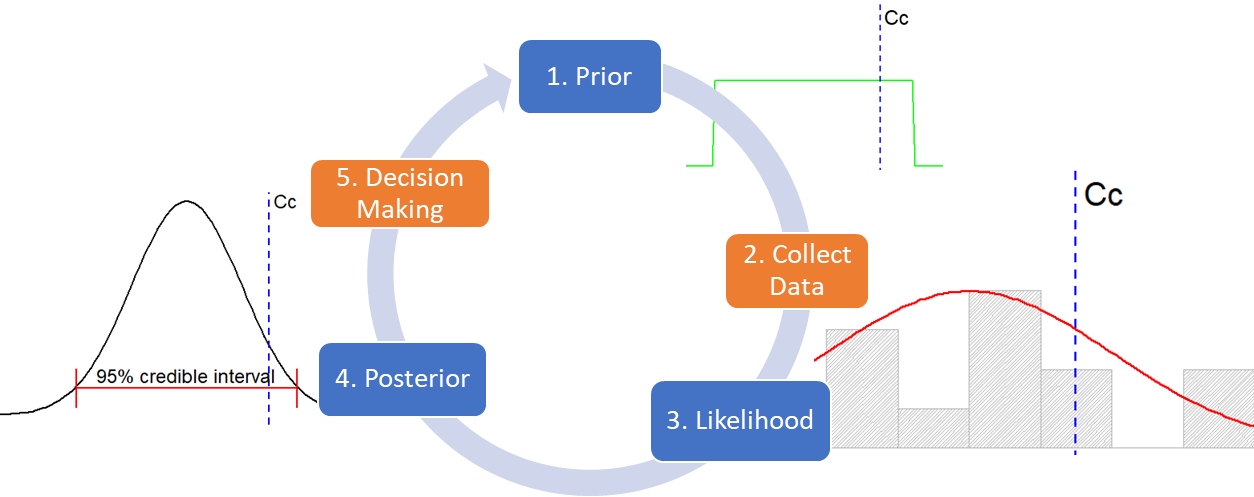 Cc
1. Prior
5. Decision
Making
Cc
Cc
2. Collect
Data
95% credible interval
4. Posterior
3. Likelihood